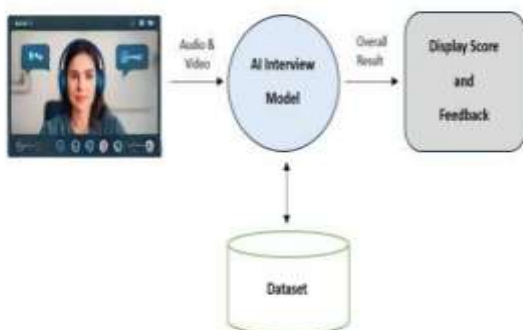 Audio &
Video
AI Interview
Model
Overall
Result
Display Score
and
Feedback
Dataset